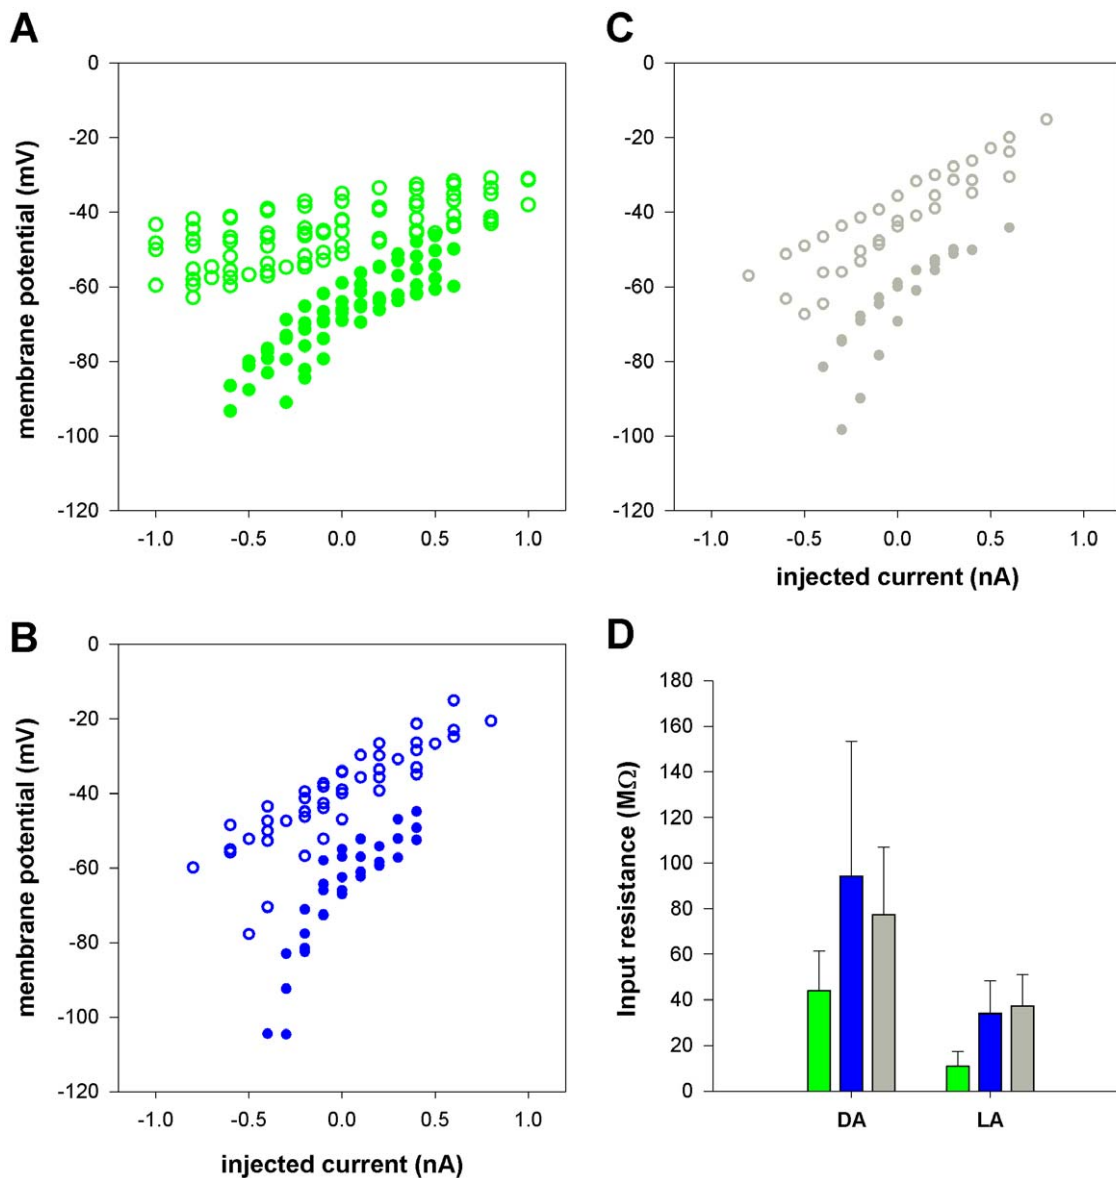 A
0
-20
-40
-60
-80
-100
-120
membrane potential (mV)
-1.0 -0.5 0.0 0.5 1.0
C
0
-20
-40
-60
-80
-100
-120
-1.0 -0.5 0.0 0.5 1.0
injected current (nA)
B
0
-20
-40
-60
-80
-100
-120
membrane potential (mV)
-1.0 -0.5 0.0 0.5 1.0
injected current (nA)
D
180
160
140
120
100
80
60
40
20
0
Input resistance (MΩ)
DA LA